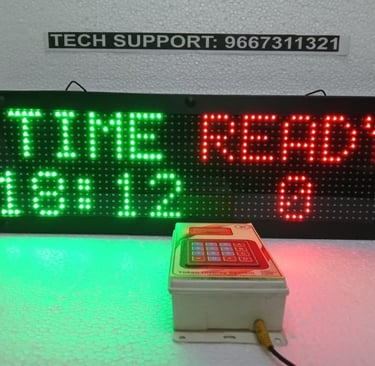 TECH SUPPORT: 9667311321
TIME READY
18:12 0